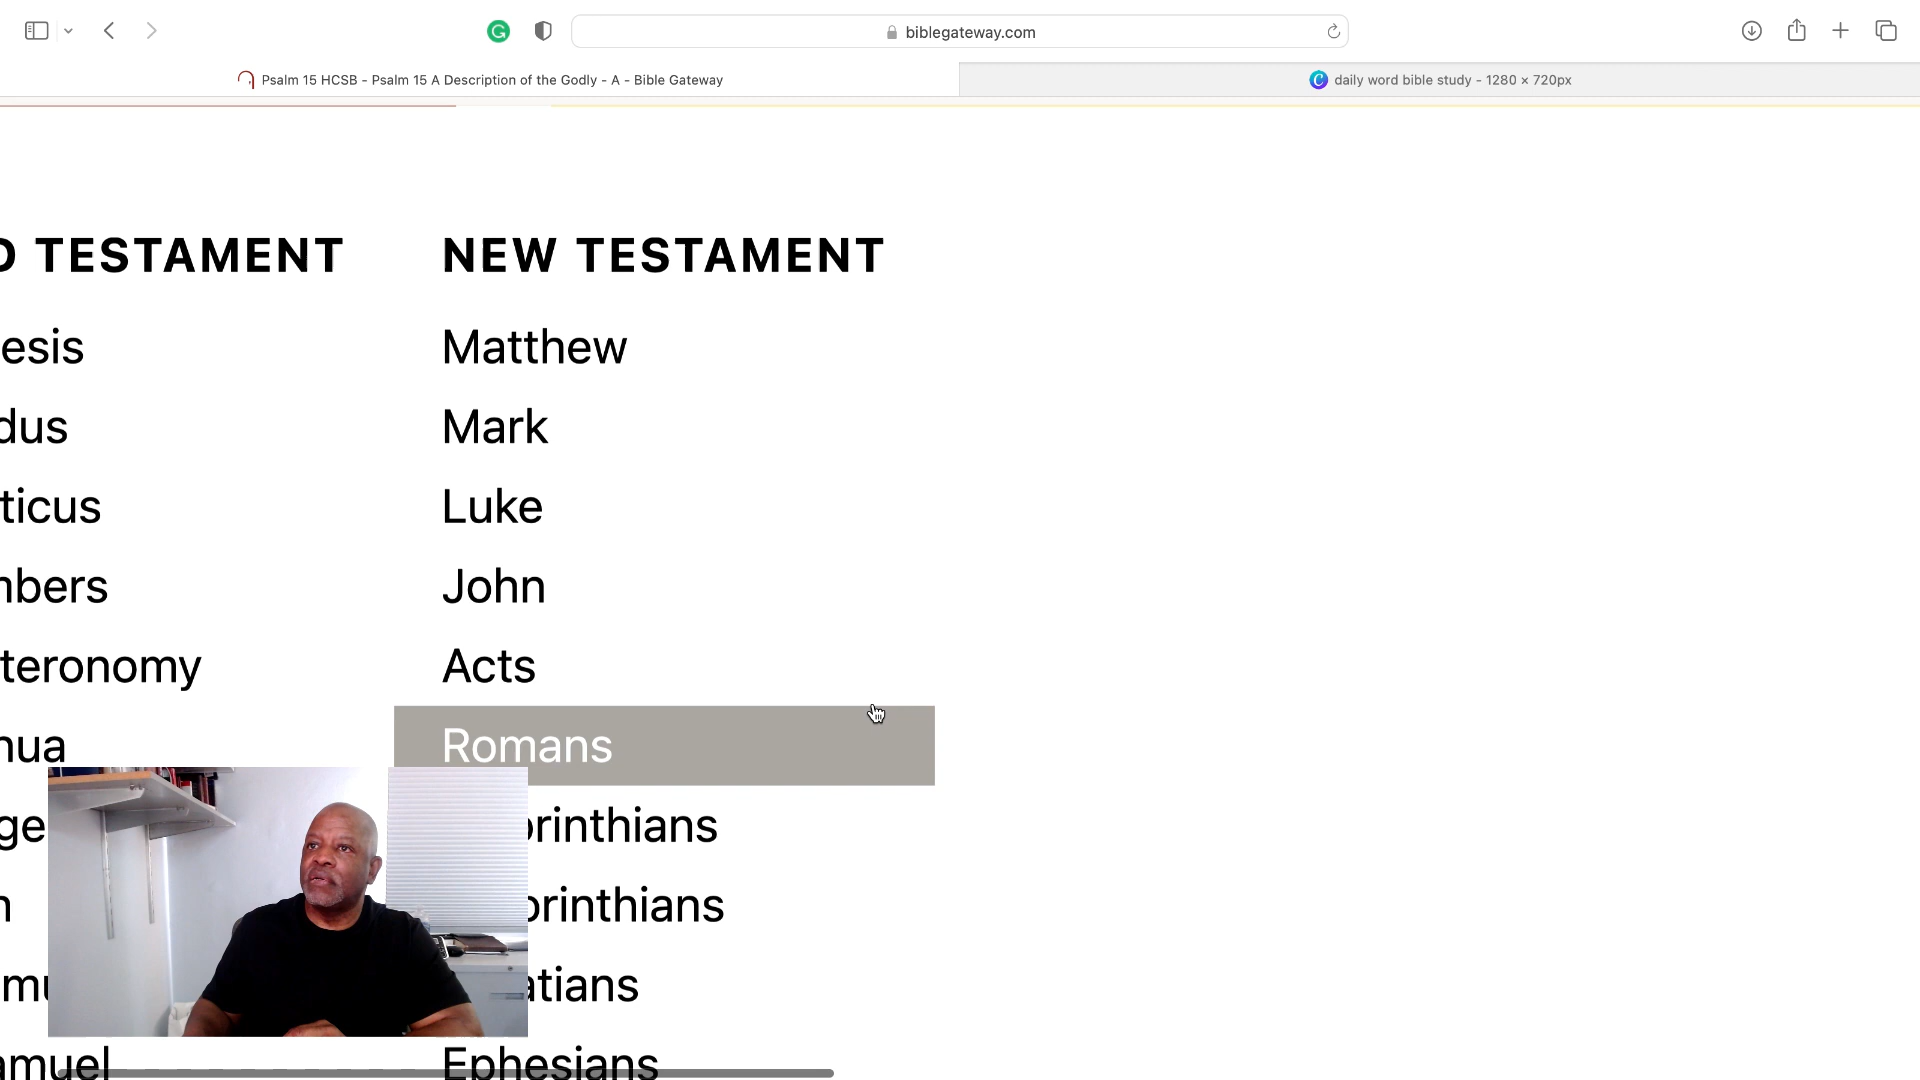 biblegateway.com
Psalm 15 HCSB - Psalm 15 A Description of the Godly - A - Bible Gateway
daily word bible study - 1280 × 720px
TESTAMENT
NEW TESTAMENT
esis
Matthew
dus
Mark
ticus
Luke
nbers
John
teronomy
Acts
nua
Romans
ge
orinthians
orinthians
mu
atians
amuel
Ephesians